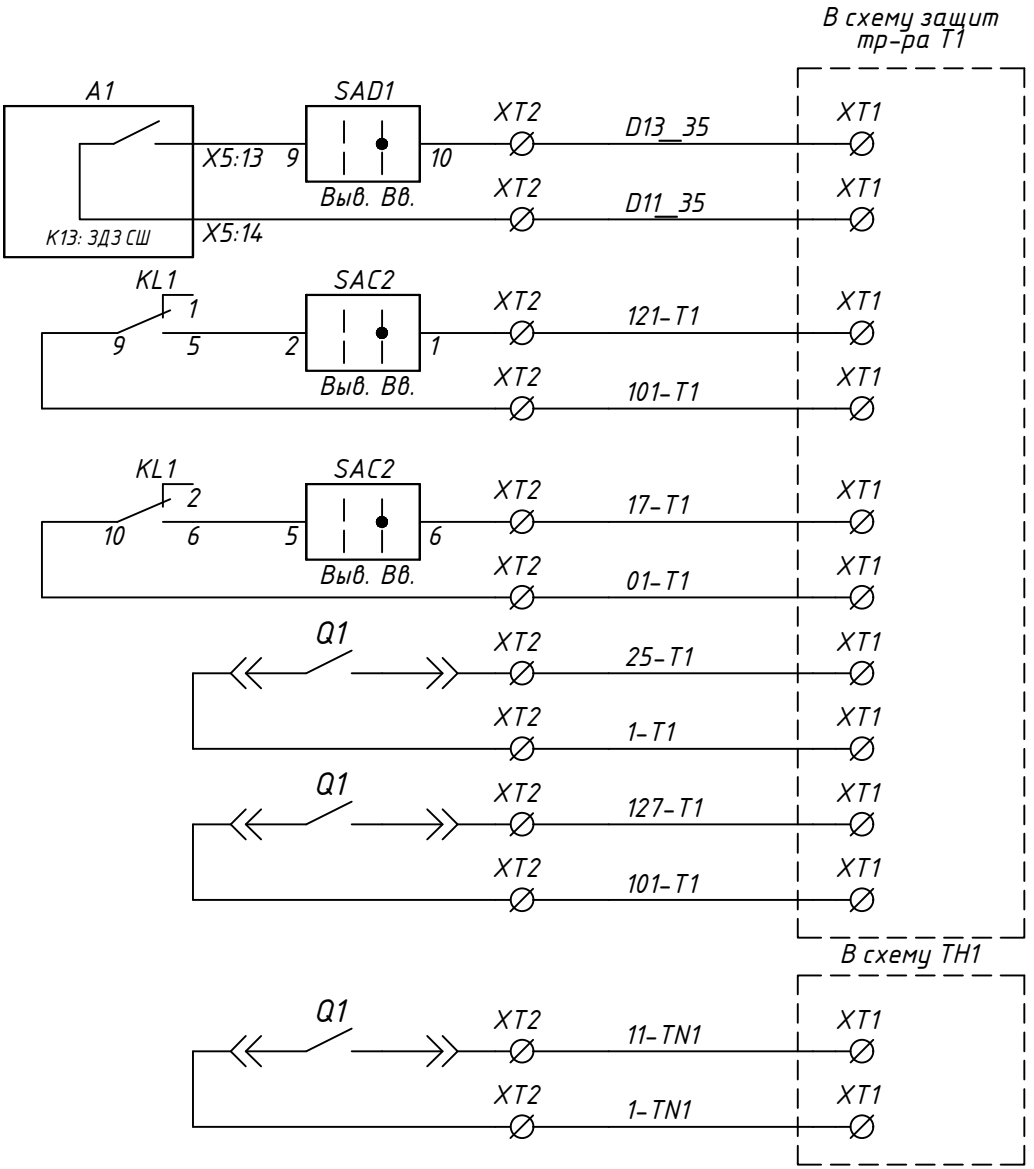 В схему защит
тр-ра Т1
A1
SAD1
XT2
D13__35
XT1
X5:13
9
10
Выв. Вв.
XT2
D11__35
XT1
К13: ЗДЗ СШ
X5:14
KL1
SAC2
XT2
121-T1
XT1
1
9
5
2
1
Выв. Вв.
XT2
101-T1
XT1
KL1
SAC2
XT2
17-T1
XT1
2
10
6
5
6
Выв. Вв.
XT2
01-T1
XT1
Q1
XT2
25-T1
XT1
XT2
1-T1
XT1
Q1
XT2
127-T1
XT1
XT2
101-T1
XT1
В схему ТН1
Q1
XT2
11-TN1
XT1
XT2
1-TN1
XT1